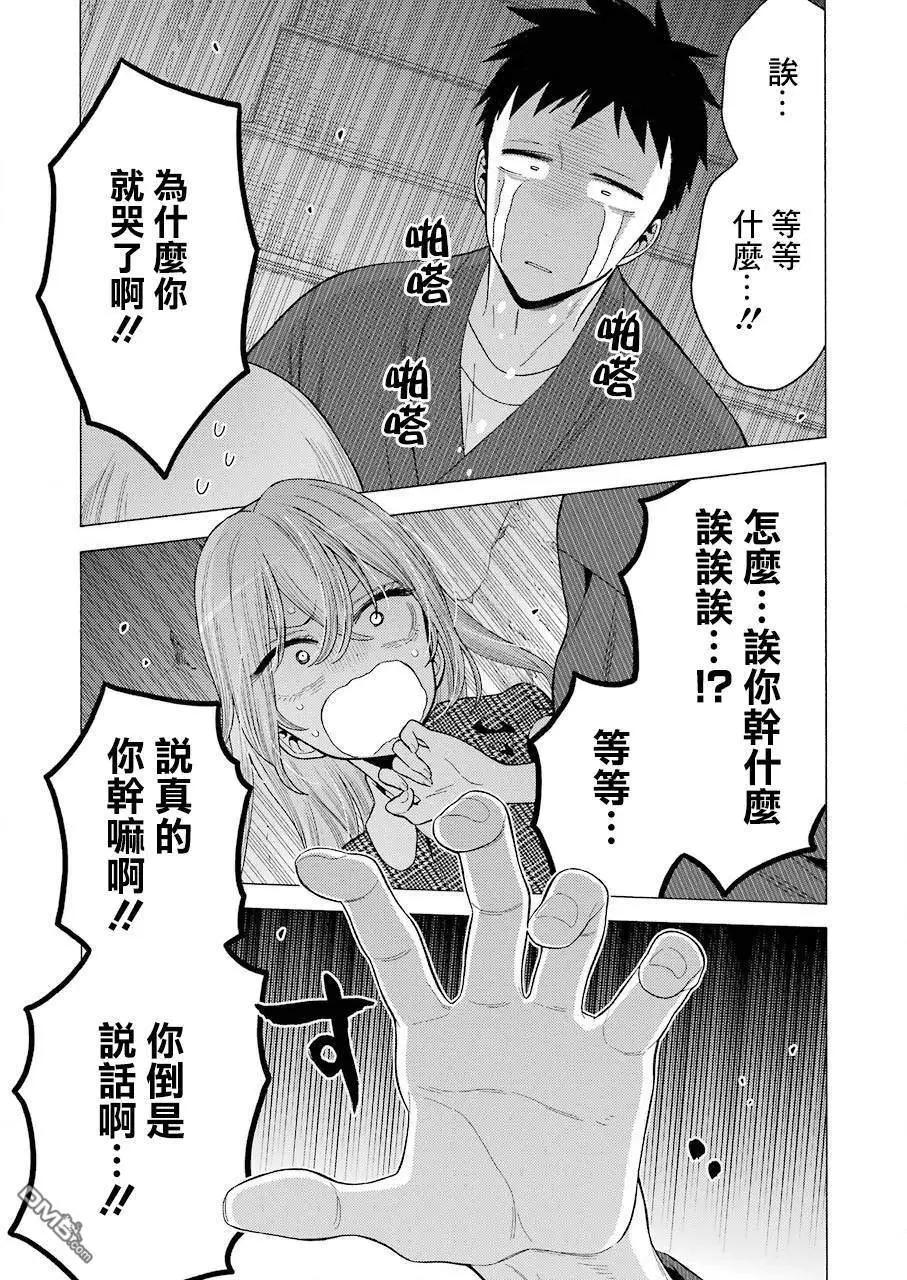 誒…
等等
什麼…!!
為什麼你
就哭了啊!!
啪嗒
啪嗒
啪嗒
怎麼…誒你幹什麼
誒誒誒…!?
等等…
說真的
你幹嘛啊!!
你倒是
說話啊…!!
す
DM5.com